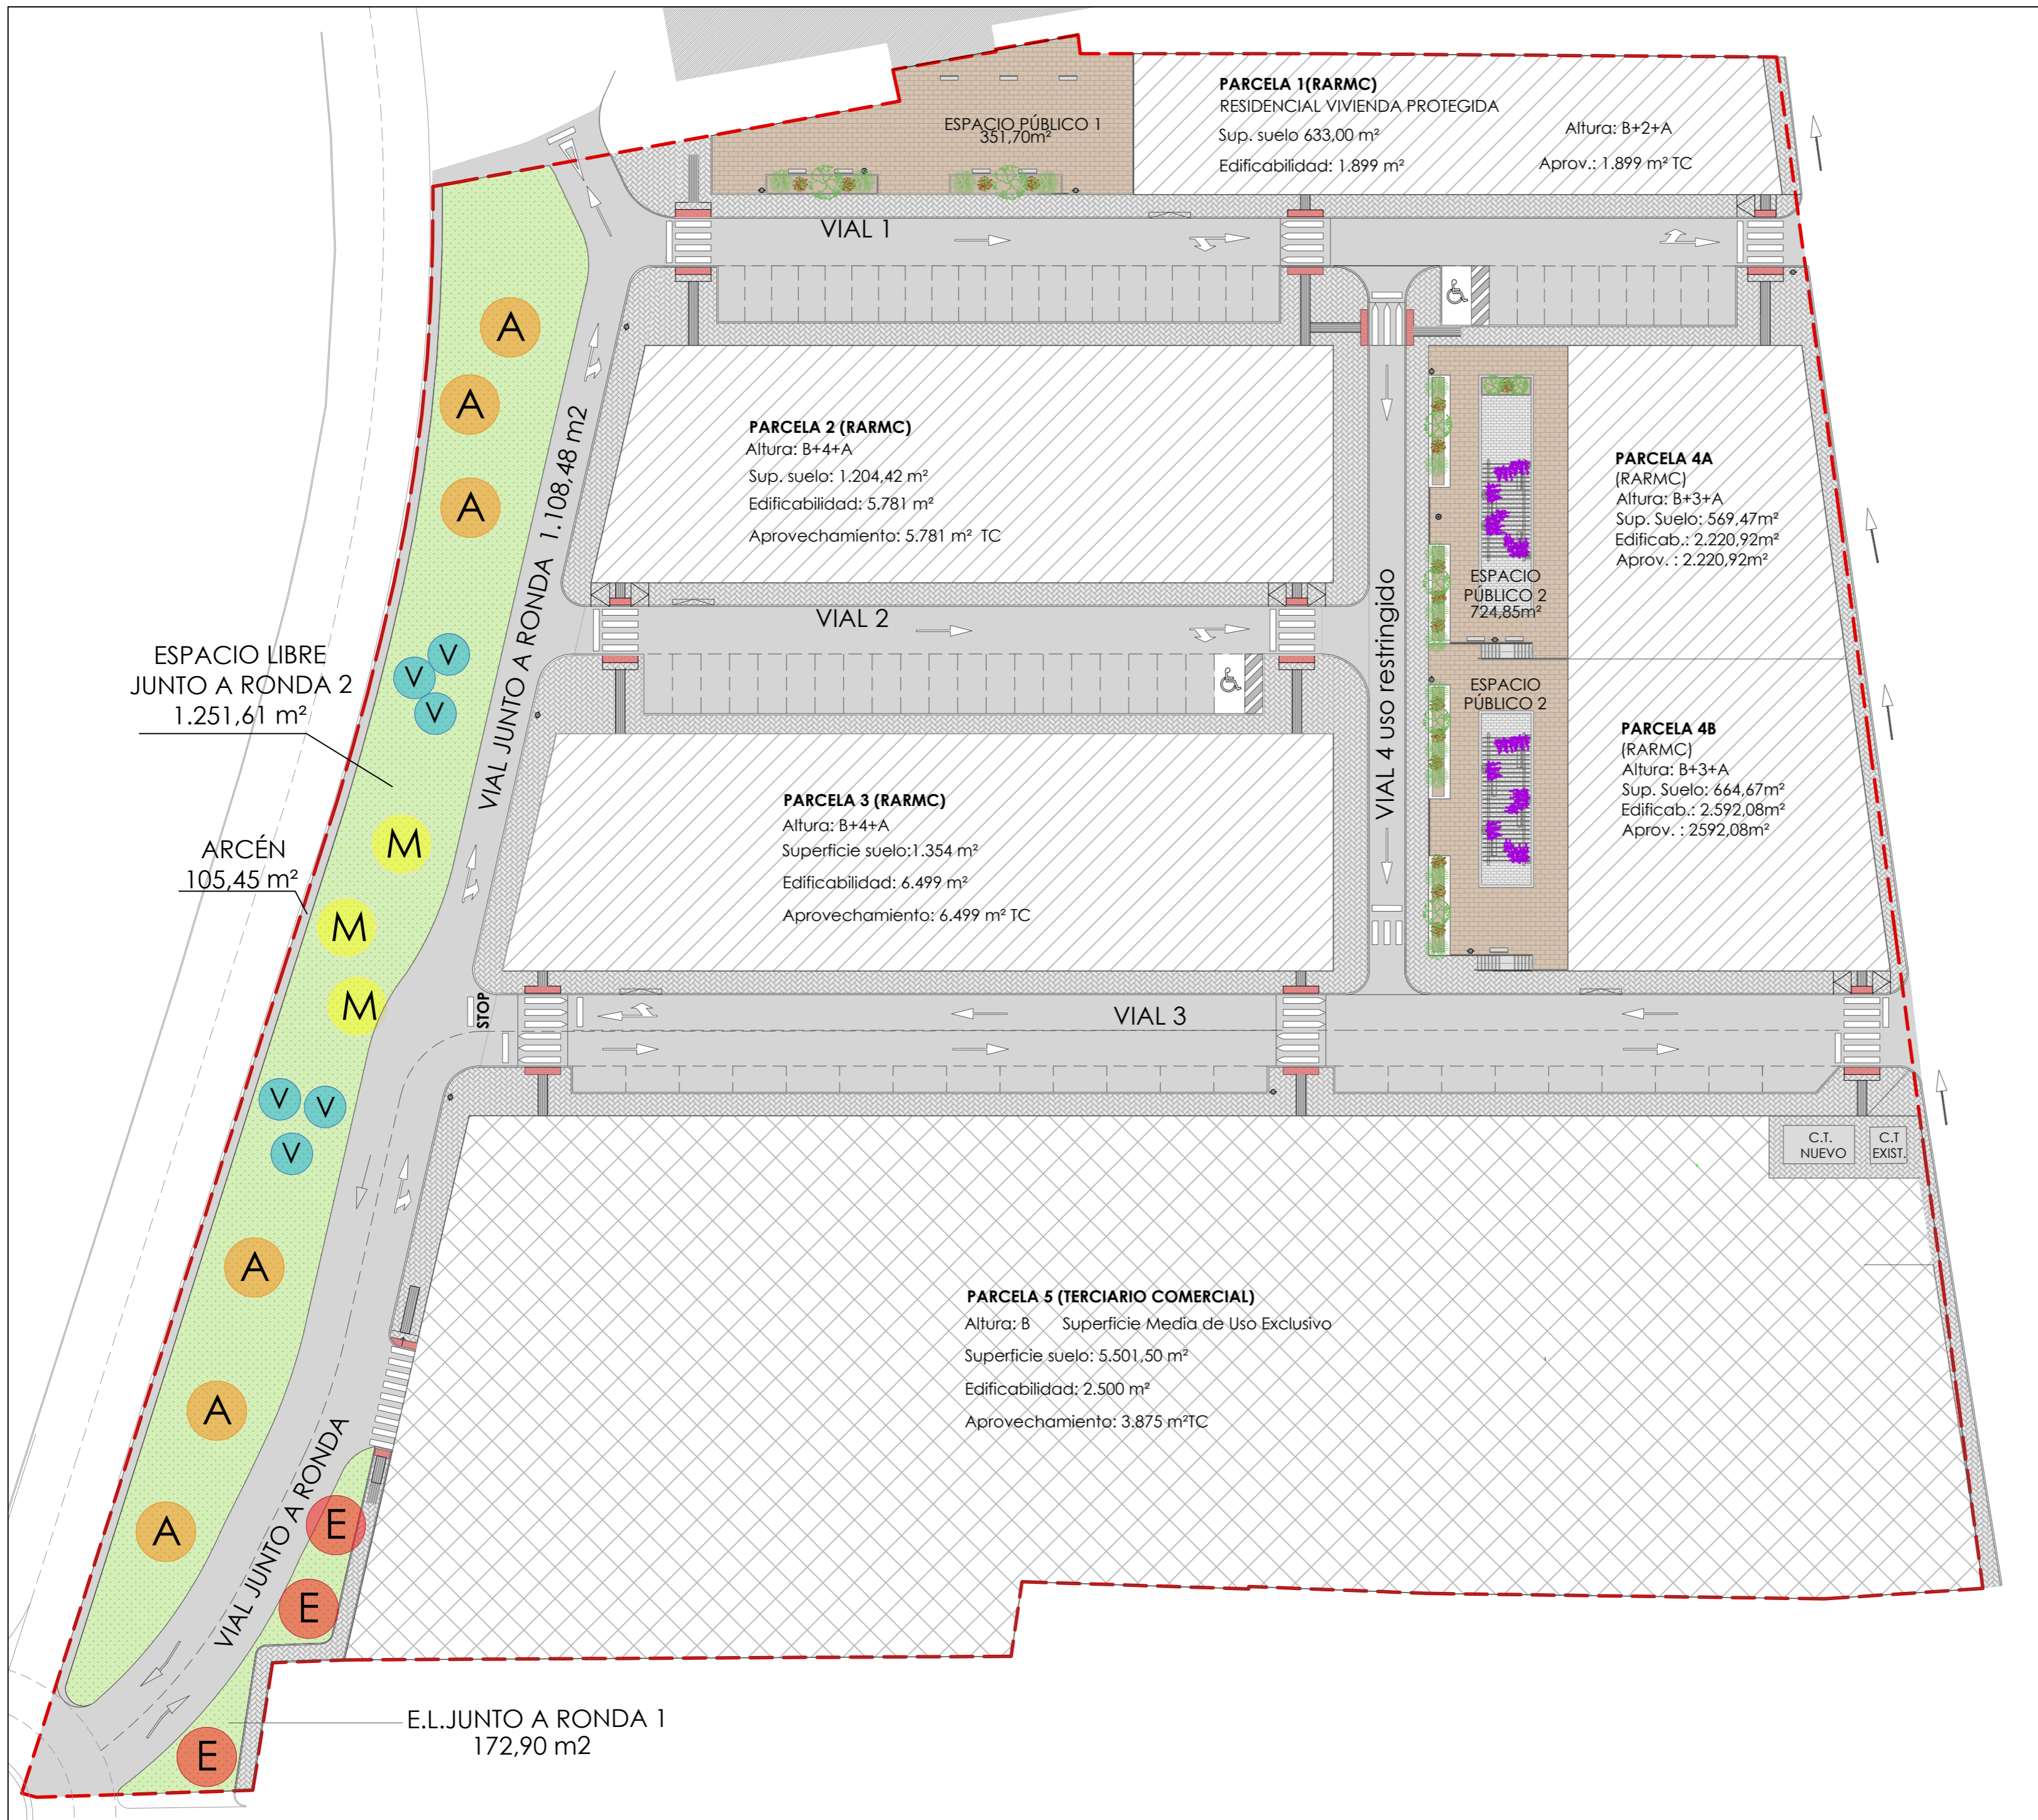 PARCELA 1(RARMC)
RESIDENCIAL VIVIENDA PROTEGIDA
Sup. suelo 633,00 m²
Altura: B+2+A
Edificabilidad: 1.899 m²
Aprov.: 1.899 m² TC
ESPACIO PÚBLICO 1
351,70m²
VIAL 1
A
A
A
PARCELA 2 (RARMC)
Altura: B+4+A
Sup. suelo: 1.204,42 m²
Edificabilidad: 5.781 m²
Aprovechamiento: 5.781 m² TC
PARCELA 4A
(RARMC)
Altura: B+3+A
Sup. Suelo: 569,47m²
Edificab.: 2.220,92m²
Aprov. : 2.220,92m²
VIAL JUNTO A RONDA 1.108,48 m2
ESPACIO
PÚBLICO 2
724,85m²
VIAL 2
VIAL 4 uso restringido
ESPACIO LIBRE
JUNTO A RONDA 2
1.251,61 m²
V
V
V
ESPACIO
PÚBLICO 2
PARCELA 4B
(RARMC)
Altura: B+3+A
Sup. Suelo: 664,67m²
Edificab.: 2.592,08m²
Aprov. : 2592,08m²
PARCELA 3 (RARMC)
Altura: B+4+A
Superficie suelo:1.354 m²
Edificabilidad: 6.499 m²
Aprovechamiento: 6.499 m² TC
ARCÉN
105,45 m²
M
M
M
STOP
VIAL 3
V
V
V
C.T.
NUEVO
C.T
EXIST.
A
A
A
PARCELA 5 (TERCIARIO COMERCIAL)
Altura: B Superficie Media de Uso Exclusivo
Superficie suelo: 5.501,50 m²
Edificabilidad: 2.500 m²
Aprovechamiento: 3.875 m²TC
VIAL JUNTO A RONDA
E
E
E
E.L.JUNTO A RONDA 1
172,90 m2